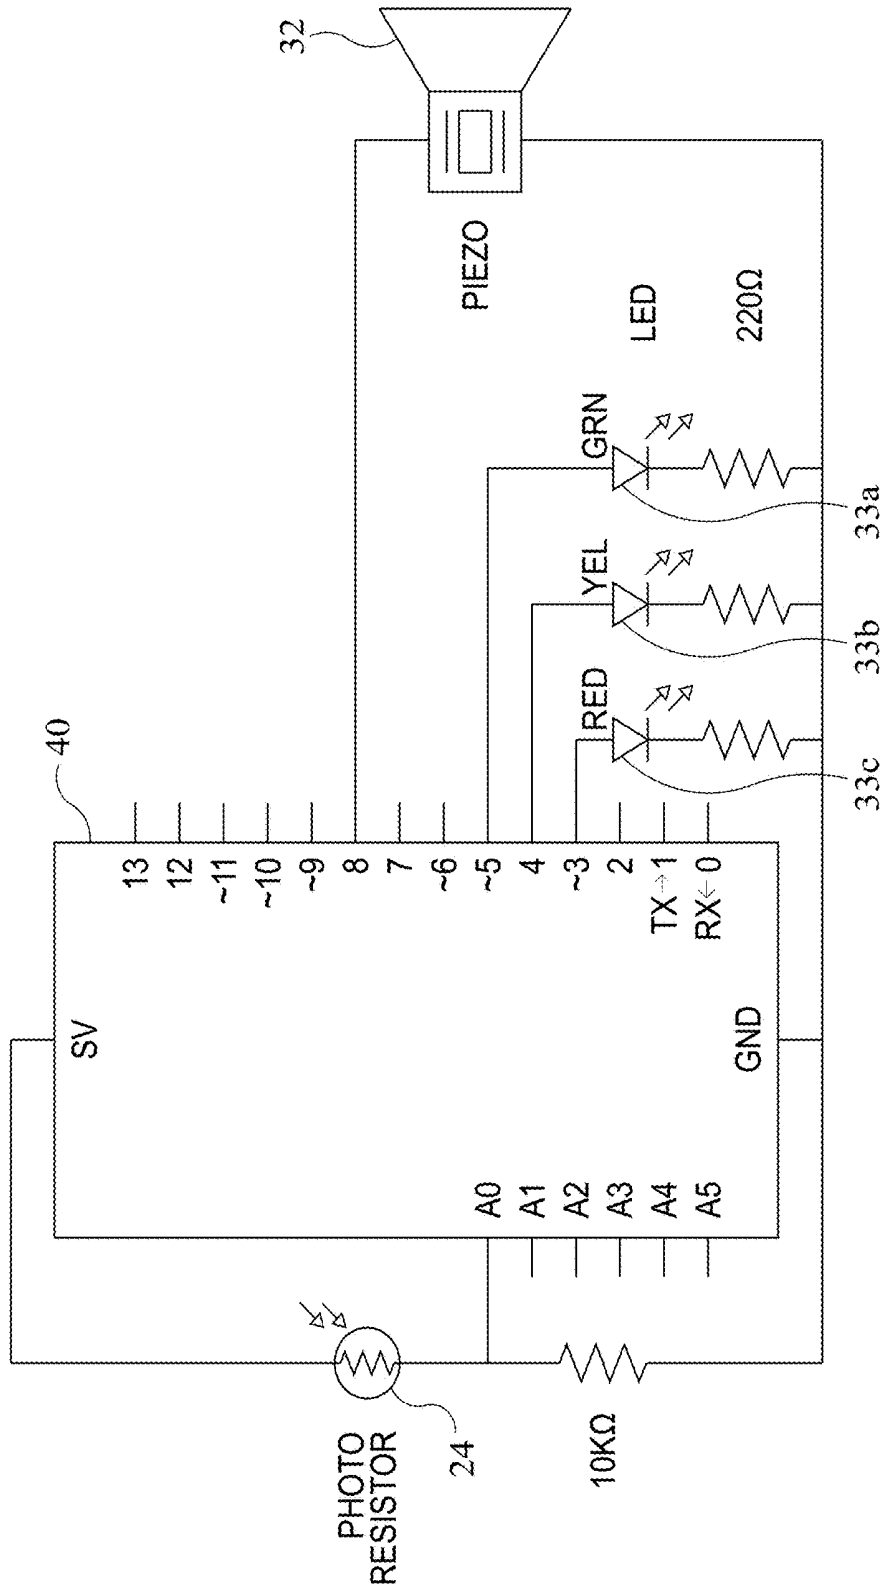 40
32
SV
13
12
~11
~10
~9
8
7
~6
~5
4
~3
2
TX→1
RX←0
A0
A1
A2
A3
A4
A5
GND
PHOTO
RESISTOR
24
10KΩ
PIEZO
RED
YEL
GRN
LED
220Ω
33c
33b
33a